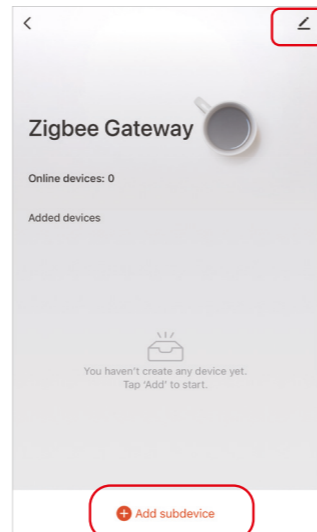 Zigbee Gateway
Online devices: 0
Added devices
You haven't create any device yet.
Tap 'Add' to start.
Add subdevice